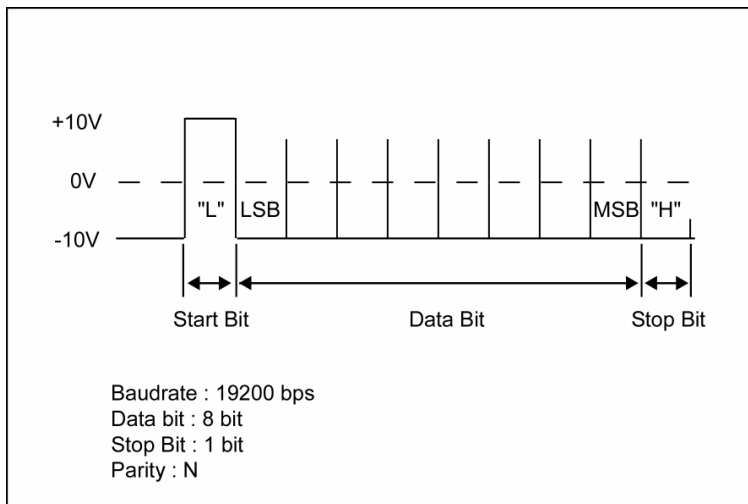 +10V
0V
"L" LSB MSB "H"
-10V
Start Bit Data Bit Stop Bit
Baudrate : 19200 bps
Data bit : 8 bit
Stop Bit : 1 bit
Parity : N